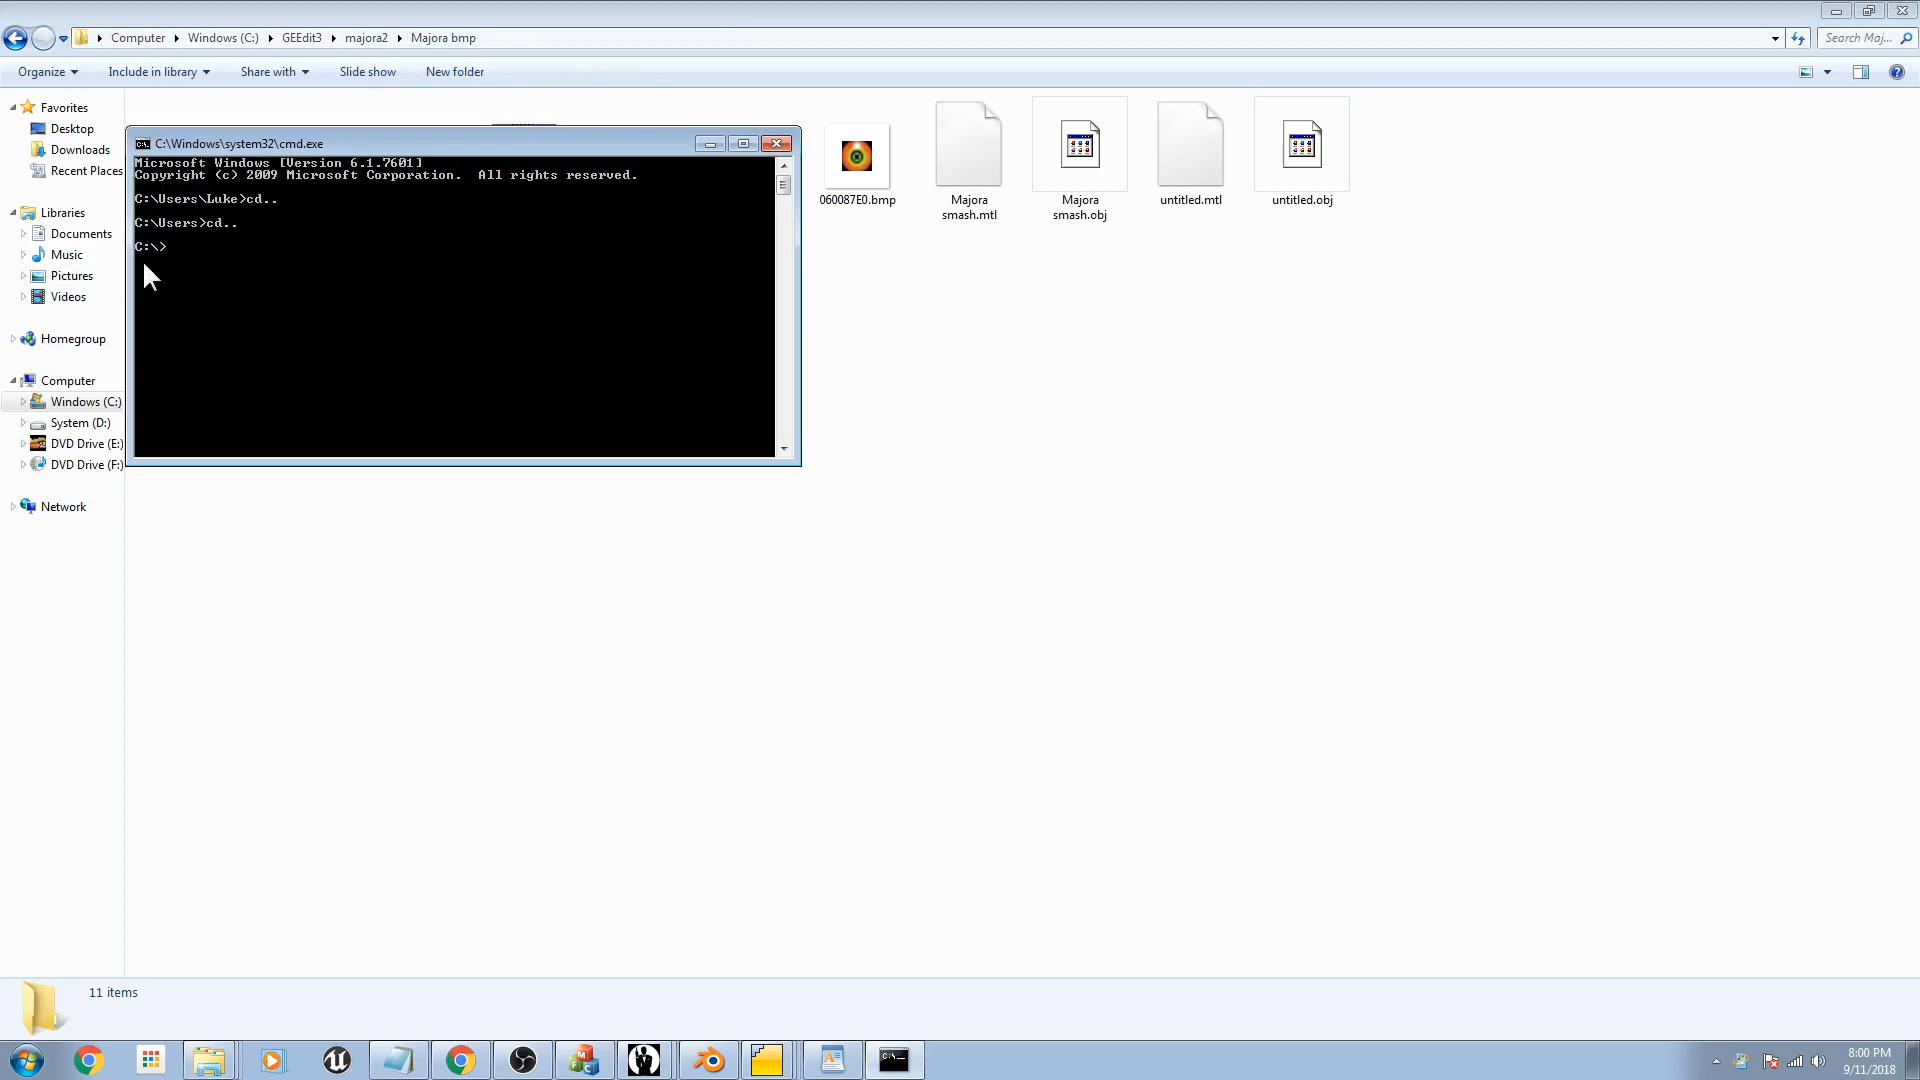 Computer Windows (C:) GEEdit3 majora2 Majora bmp
Search Maj...
Organize Include in library Share with Slide show New folder
Favorites
Desktop
Downloads
Recent Places
Libraries
Documents
Music
Pictures
Videos
Homegroup
Computer
Windows (C:)
System (D:)
DVD Drive (E:)
DVD Drive (F:)
Network
C:\Windows\system32\cmd.exe
Microsoft Windows [Version 6.1.7601]
Copyright (c) 2009 Microsoft Corporation.  All rights reserved.
C:\Users\Luke>cd..
C:\Users>cd..
C:\>
060087E0.bmp
Majora
smash.mtl
Majora
smash.obj
untitled.mtl
untitled.obj
11 items
8:00 PM
9/11/2018